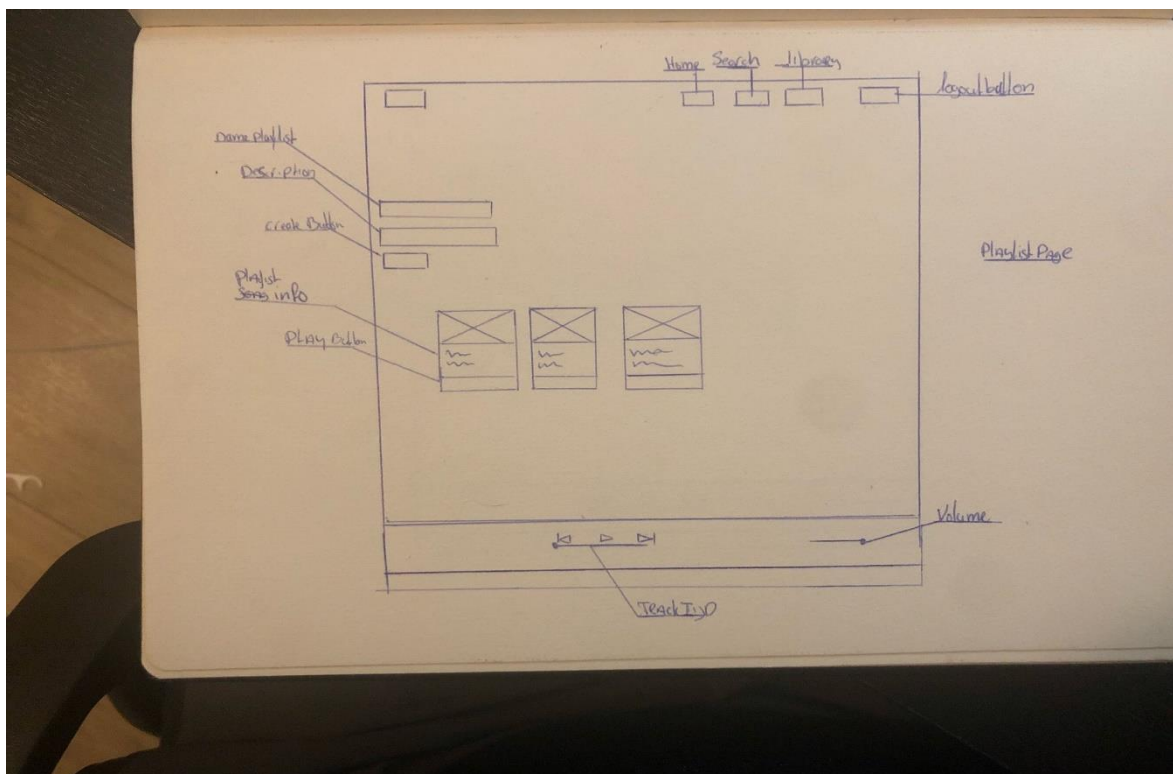 Home
Search
library
logout button
name Playlist
Description
create Button
Playlist
Song info
PLAY Button
Playlist Page
Volume
Track